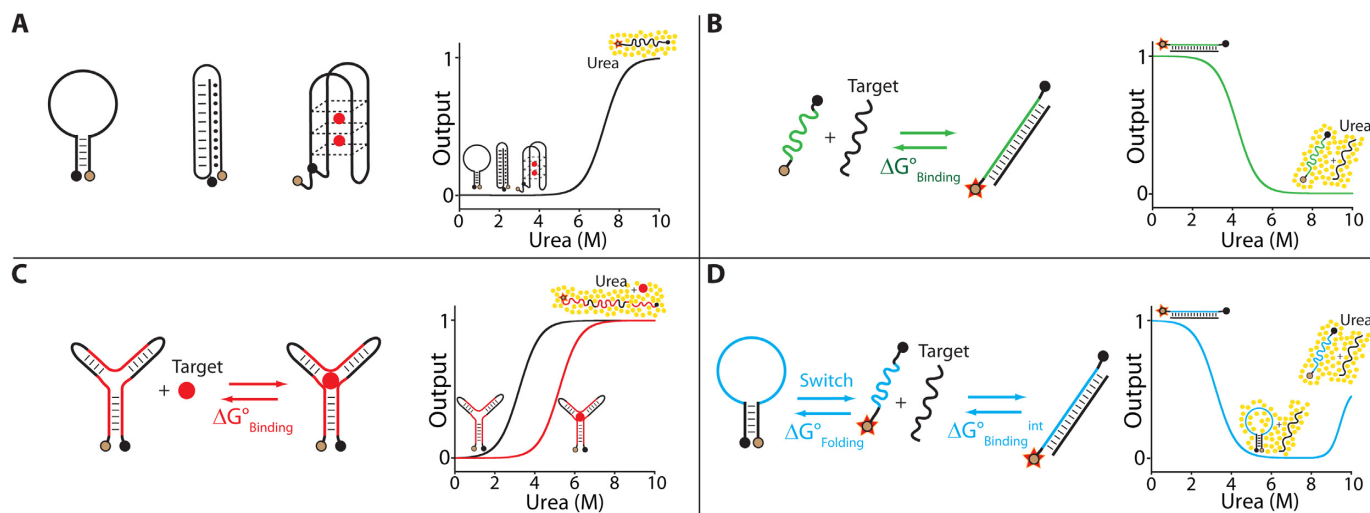 A
Output
1
0
Urea
0 2 4 6 8 10
Urea (M)
B
Target
+
ΔG°Binding
Output
1
0
Urea
+
0 2 4 6 8 10
Urea (M)
C
+ Target
ΔG°Binding
Output
1
0
Urea
+
0 2 4 6 8 10
Urea (M)
D
Switch
ΔG°Folding
+
Target
ΔG°Binding int
Output
1
0
Urea
+
+
0 2 4 6 8 10
Urea (M)